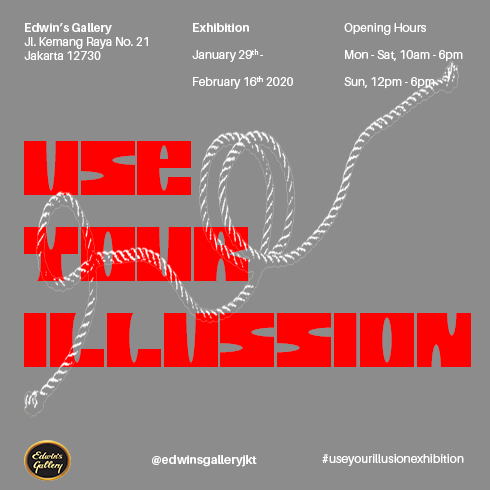 Edwin's Gallery
Jl. Kemang Raya No. 21
Jakarta 12730
Exhibition
January 29th -
February 16th 2020
Opening Hours
Mon - Sat, 10am - 6pm
Sun, 12pm - 6pm
USE
YOUR
ILLUSSION
Edwin's
Gallery
@edwinsgalleryjkt
#useyourillusionexhibition